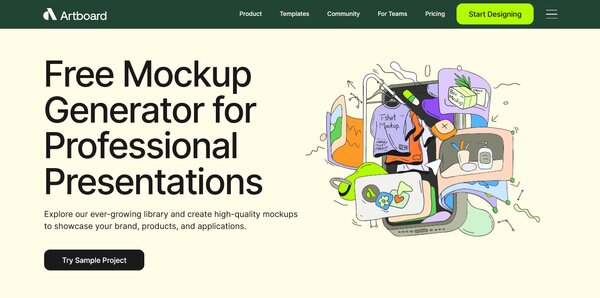 Artboard
Product
Templates
Community
For Teams
Pricing
Start Designing
Free Mockup
Generator for
Professional
Presentations
Explore our ever-growing library and create high-quality mockups
to showcase your brand, products, and applications.
Try Sample Project
T-shirt
Mockup